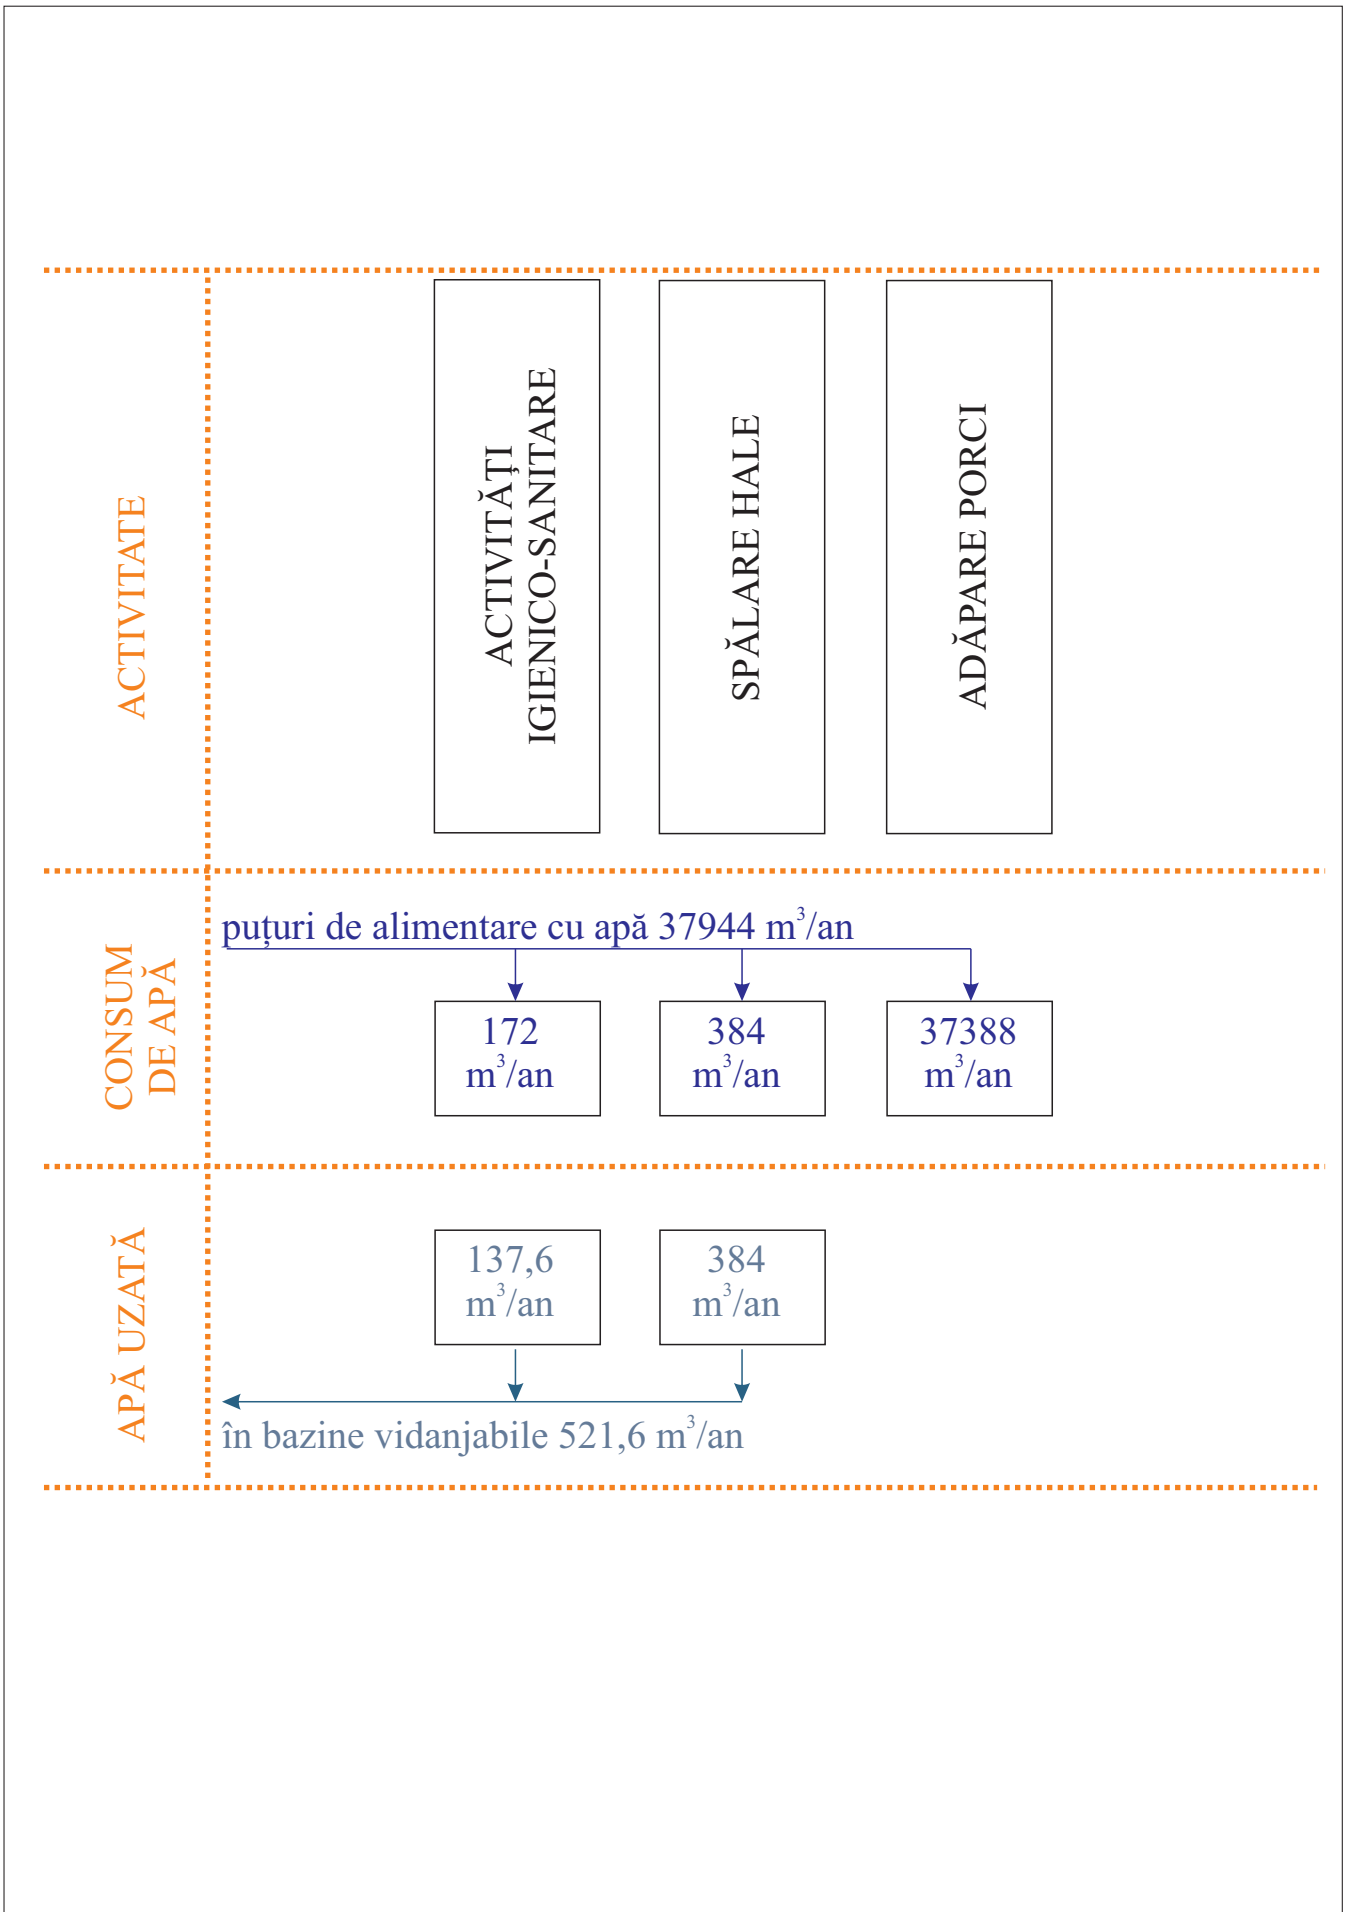 ACTIVITATE
ACTIVITĂȚI
IGIENICO-SANITARE
SPĂLARE HALE
ADĂPARE PORCI
CONSUM
DE APĂ
puțuri de alimentare cu apă 37944 m³/an
172
m³/an
384
m³/an
37388
m³/an
APĂ UZATĂ
137,6
m³/an
384
m³/an
în bazine vidanjabile 521,6 m³/an